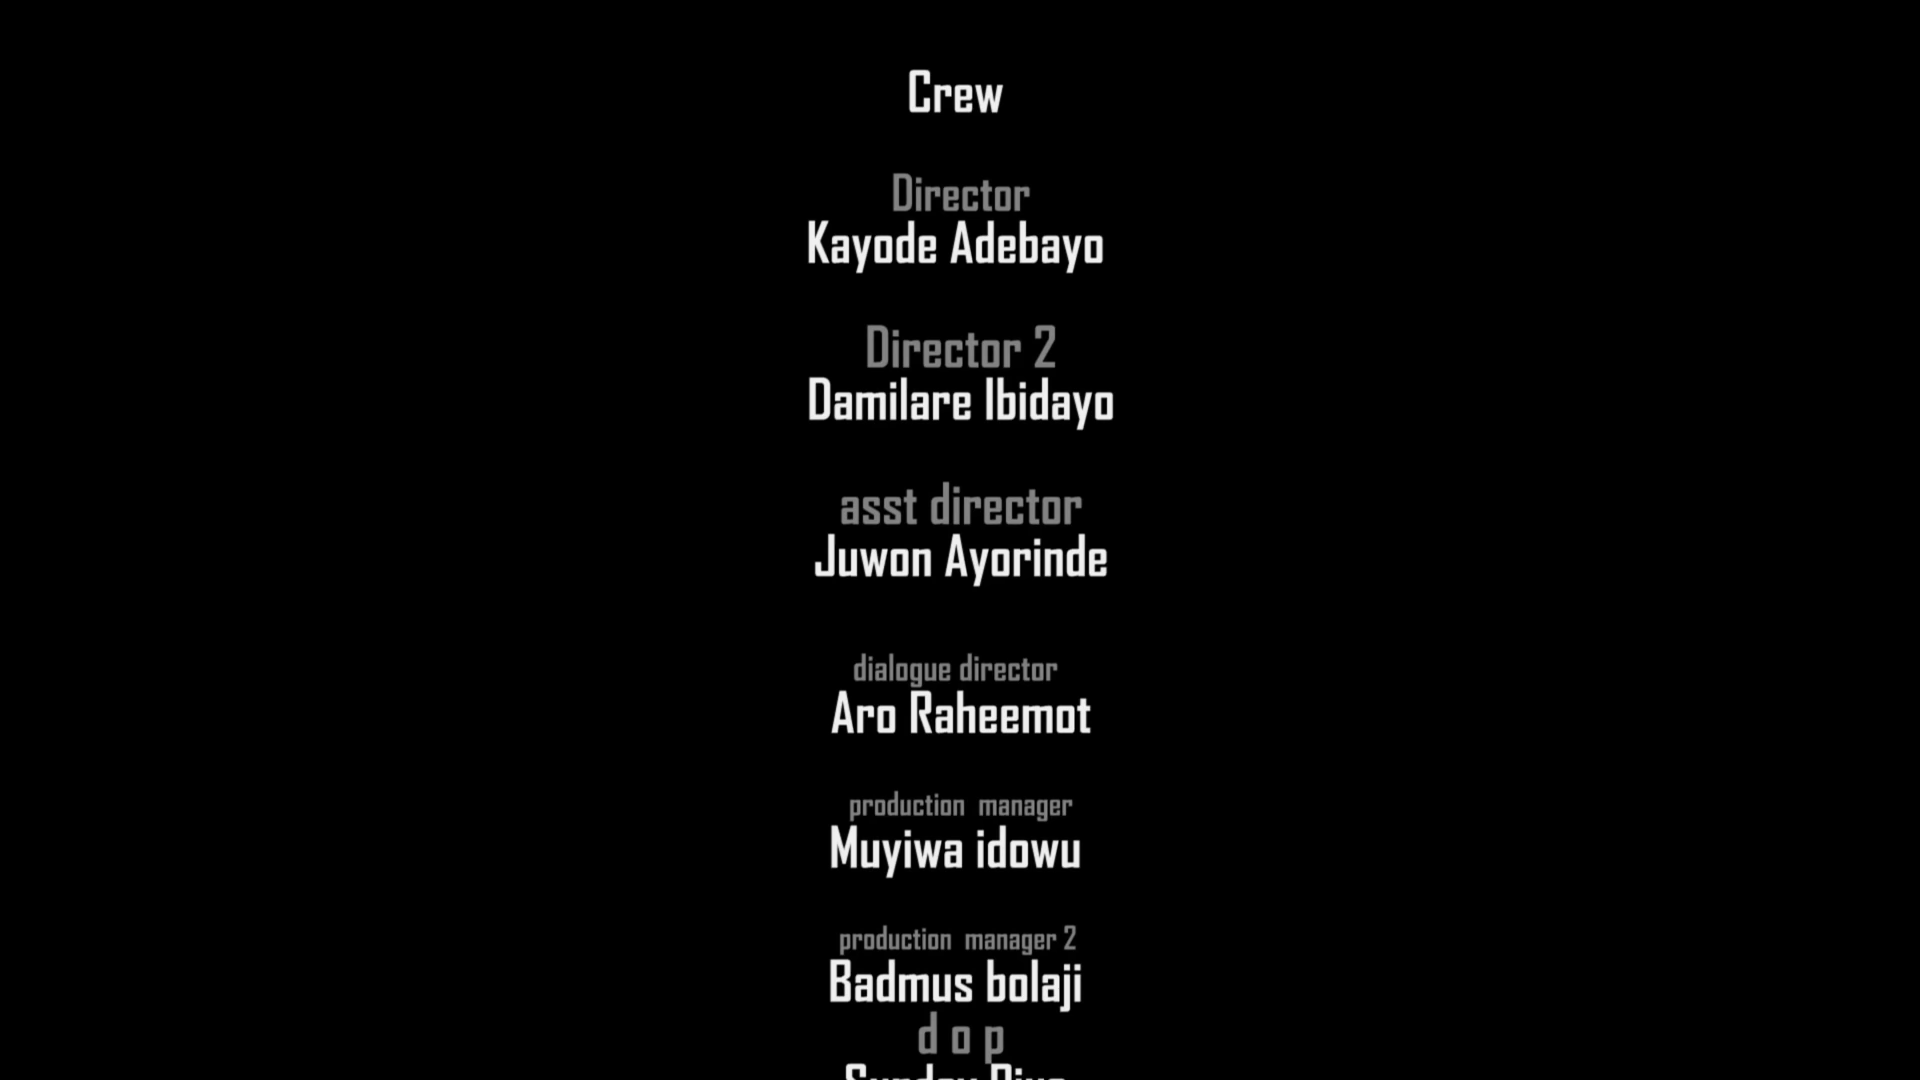 Crew
Director
Kayode Adebayo
Director 2
Damilare Ibidayo
asst director
Juwon Ayorinde
dialogue director
Aro Raheemot
production manager
Muyiwa idowu
production manager 2
Badmus bolaji
d o p
Sunday